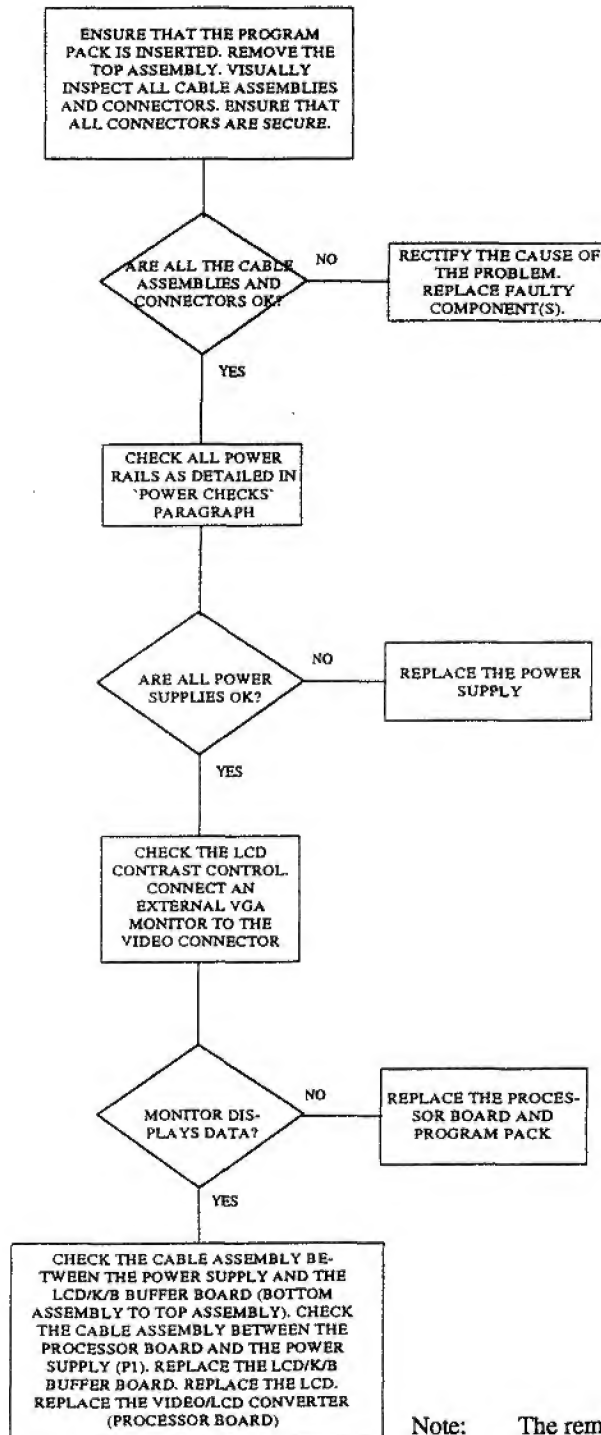 ENSURE THAT THE PROGRAM
PACK IS INSERTED. REMOVE THE
TOP ASSEMBLY. VISUALLY
INSPECT ALL CABLE ASSEMBLIES
AND CONNECTORS. ENSURE THAT
ALL CONNECTORS ARE SECURE.
ARE ALL THE CABLE
ASSEMBLIES AND
CONNECTORS OK?
NO
RECTIFY THE CAUSE OF
THE PROBLEM.
REPLACE FAULTY
COMPONENT(S).
YES
CHECK ALL POWER
RAILS AS DETAILED IN
`POWER CHECKS`
PARAGRAPH
ARE ALL POWER
SUPPLIES OK?
NO
REPLACE THE POWER
SUPPLY
YES
CHECK THE LCD
CONTRAST CONTROL.
CONNECT AN
EXTERNAL VGA
MONITOR TO THE
VIDEO CONNECTOR
MONITOR DIS-
PLAYS DATA?
NO
REPLACE THE PROCES-
SOR BOARD AND
PROGRAM PACK
YES
CHECK THE CABLE ASSEMBLY BE-
TWEEN THE POWER SUPPLY AND THE
LCD/K/B BUFFER BOARD (BOTTOM
ASSEMBLY TO TOP ASSEMBLY). CHECK
THE CABLE ASSEMBLY BETWEEN THE
PROCESSOR BOARD AND THE POWER
SUPPLY (P1). REPLACE THE LCD/K/B
BUFFER BOARD. REPLACE THE LCD.
REPLACE THE VIDEO/LCD CONVERTER
(PROCESSOR BOARD)
Note: The rem